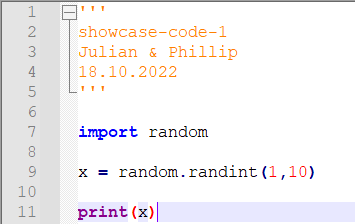 1 '''
2 showcase-code-1
3 Julian & Phillip
4 18.10.2022
5 '''
6
7 import random
8
9 x = random.randint(1,10)
10
11 print(x)